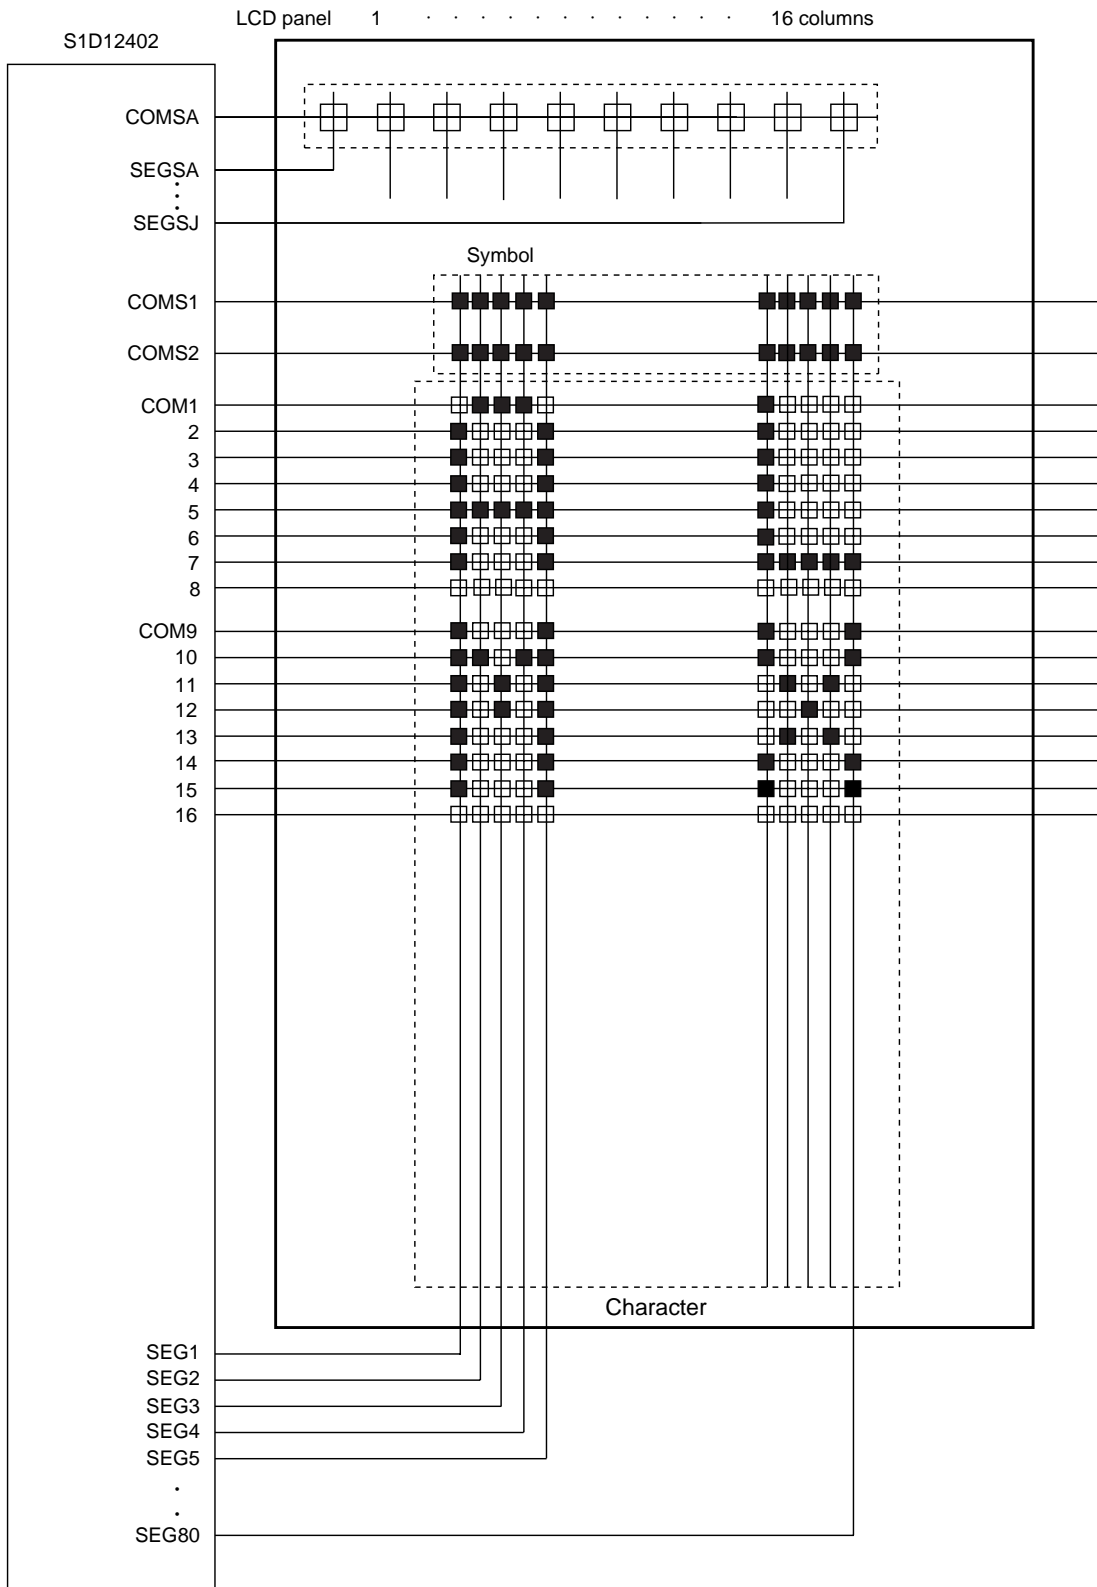 LCD panel 1 . . . . . . . . . . . . 16 columns
S1D12402
COMSA
SEGSA
SEGSJ
Symbol
COMS1
COMS2
COM1
2
3
4
5
6
7
8
COM9
10
11
12
13
14
15
16
Character
SEG1
SEG2
SEG3
SEG4
SEG5
SEG80